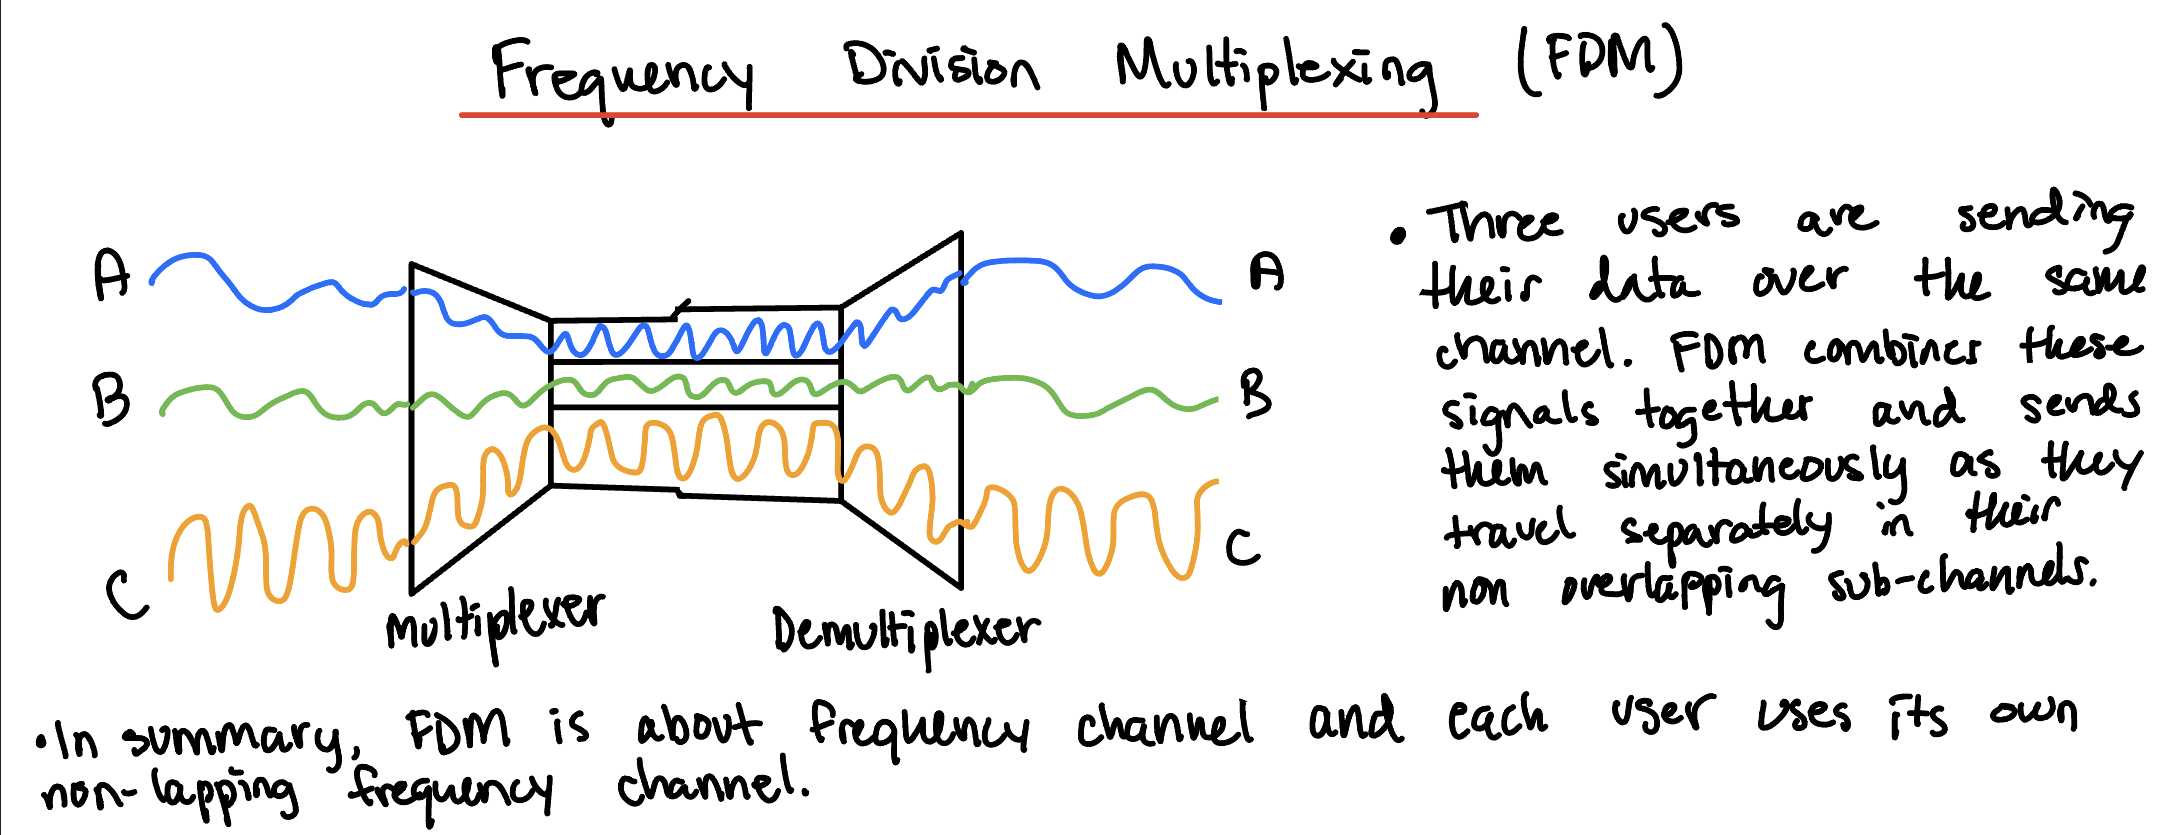 Frequency Division Multiplexing (FDM)
A
B
C
Multiplexer
Demultiplexer
A
B
C
• Three users are sending
their data over the same
channel. FDM combines these
signals together and sends
them simultaneously as they
travel separately in their
non overlapping sub-channels.
• In summary, FDM is about frequency channel and each user uses its own
non-lapping frequency channel.